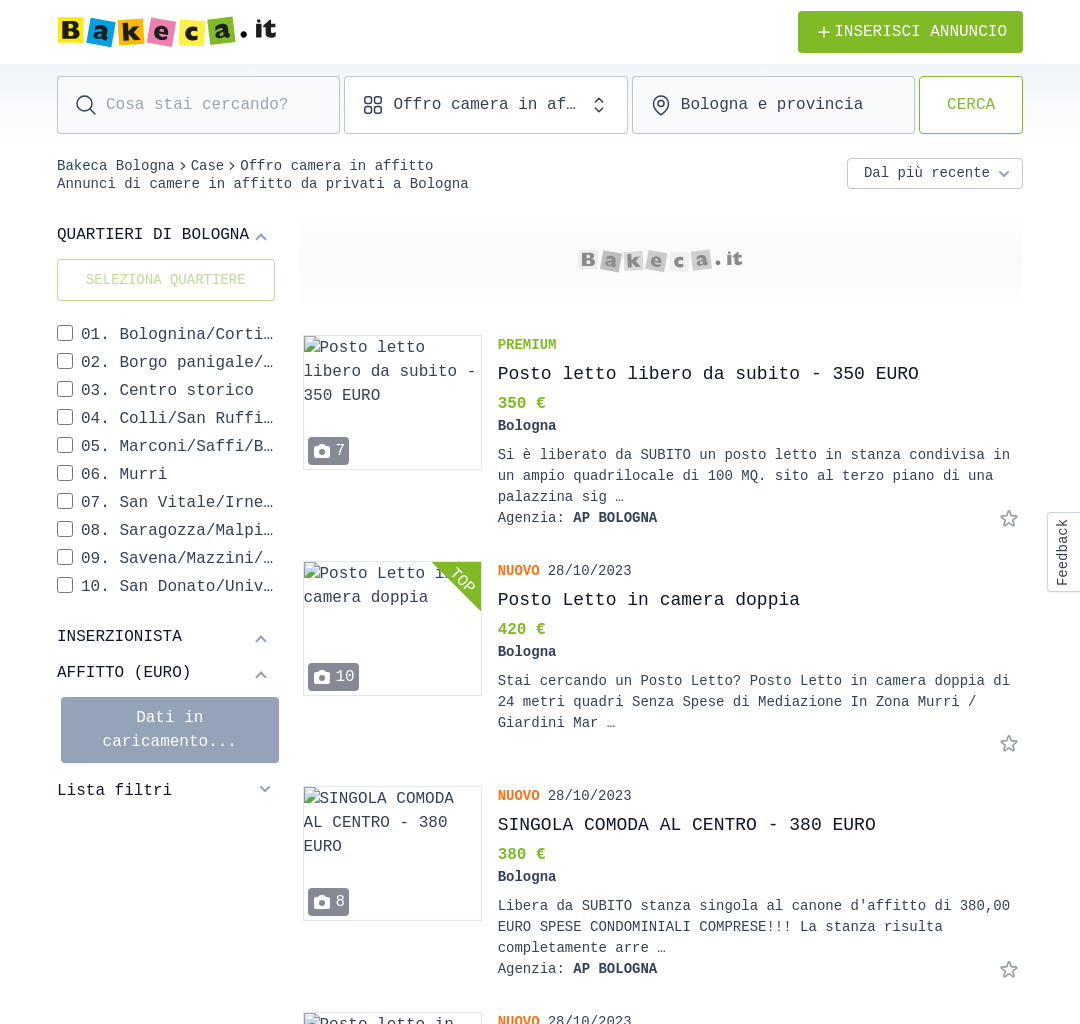 Bakeca.it
INSERISCI ANNUNCIO
Cosa stai cercando?
Offro camera in af…
Bologna e provincia
CERCA
Bakeca Bologna > Case > Offro camera in affitto
Annunci di camere in affitto da privati a Bologna
Dal più recente
QUARTIERI DI BOLOGNA
SELEZIONA QUARTIERE
01. Bolognina/Corti…
02. Borgo panigale/…
03. Centro storico
04. Colli/San Ruffi…
05. Marconi/Saffi/B…
06. Murri
07. San Vitale/Irne…
08. Saragozza/Malpi…
09. Savena/Mazzini/…
10. San Donato/Univ…
INSERZIONISTA
AFFITTO (EURO)
Dati in
caricamento...
Lista filtri
Bakeca.it
Posto letto
libero da subito -
350 EURO
7
PREMIUM
Posto letto libero da subito - 350 EURO
350 €
Bologna
Si è liberato da SUBITO un posto letto in stanza condivisa in
un ampio quadrilocale di 100 MQ. sito al terzo piano di una
palazzina sig …
Agenzia: AP BOLOGNA
Feedback
Posto Letto in
camera doppia
TOP
10
NUOVO 28/10/2023
Posto Letto in camera doppia
420 €
Bologna
Stai cercando un Posto Letto? Posto Letto in camera doppia di
24 metri quadri Senza Spese di Mediazione In Zona Murri /
Giardini Mar …
SINGOLA COMODA
AL CENTRO - 380
EURO
8
NUOVO 28/10/2023
SINGOLA COMODA AL CENTRO - 380 EURO
380 €
Bologna
Libera da SUBITO stanza singola al canone d'affitto di 380,00
EURO SPESE CONDOMINIALI COMPRESE!!! La stanza risulta
completamente arre …
Agenzia: AP BOLOGNA
Posto letto in
NUOVO 28/10/2023